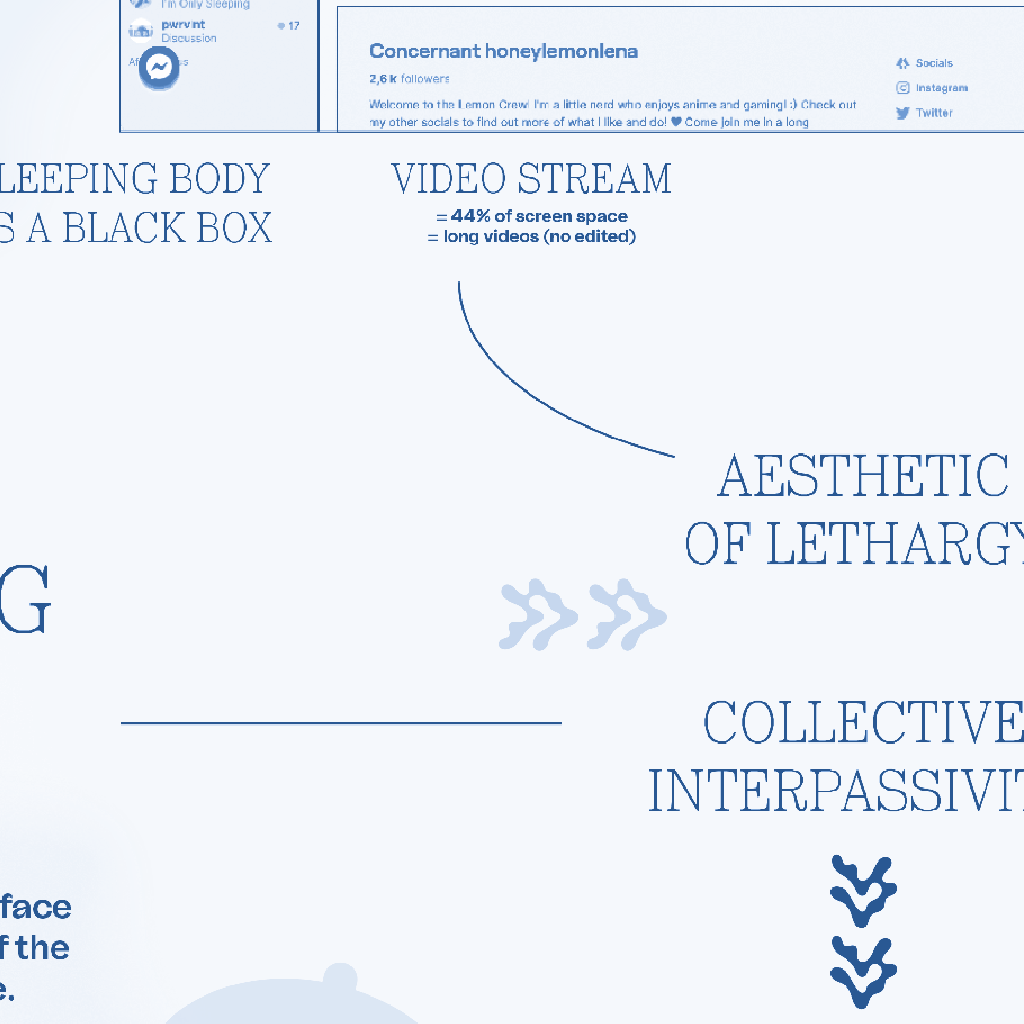 I'm Only Sleeping
pwrvint
Discussion
17
Concernant honeylemonlena
2,6 k followers
Welcome to the Lemon Crew! I'm a little nerd who enjoys anime and gaming! :) Check out
my other socials to find out more of what I like and do! ♥ Come join me in a long
Socials
Instagram
Twitter
LEEPING BODY
S A BLACK BOX
VIDEO STREAM
= 44% of screen space
= long videos (no edited)
AESTHETIC
OF LETHARGY
G
COLLECTIVE
INTERPASSIVIT
face
f the
e.